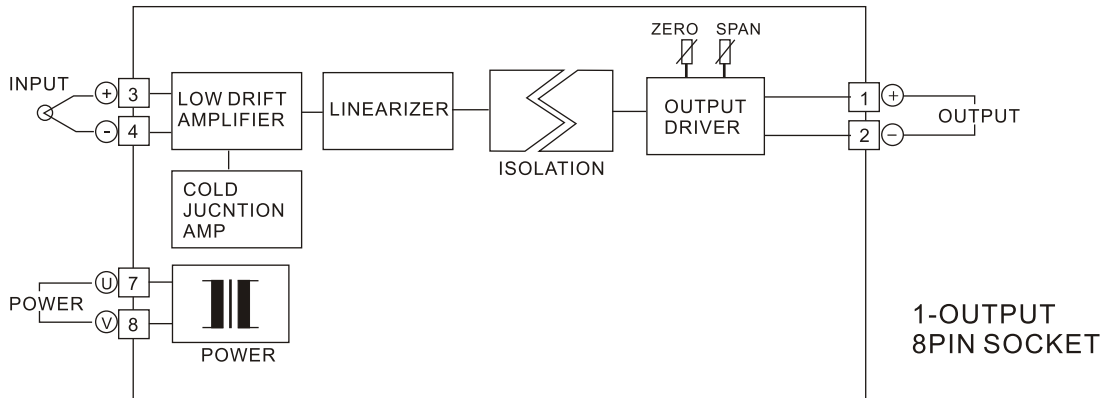 ZERO SPAN
INPUT
+
3
-
4
LOW DRIFT
AMPLIFIER
LINEARIZER
ISOLATION
OUTPUT
DRIVER
1
+
2
−
OUTPUT
COLD
JUCNTION
AMP
POWER
U
7
V
8
POWER
1-OUTPUT
8PIN SOCKET